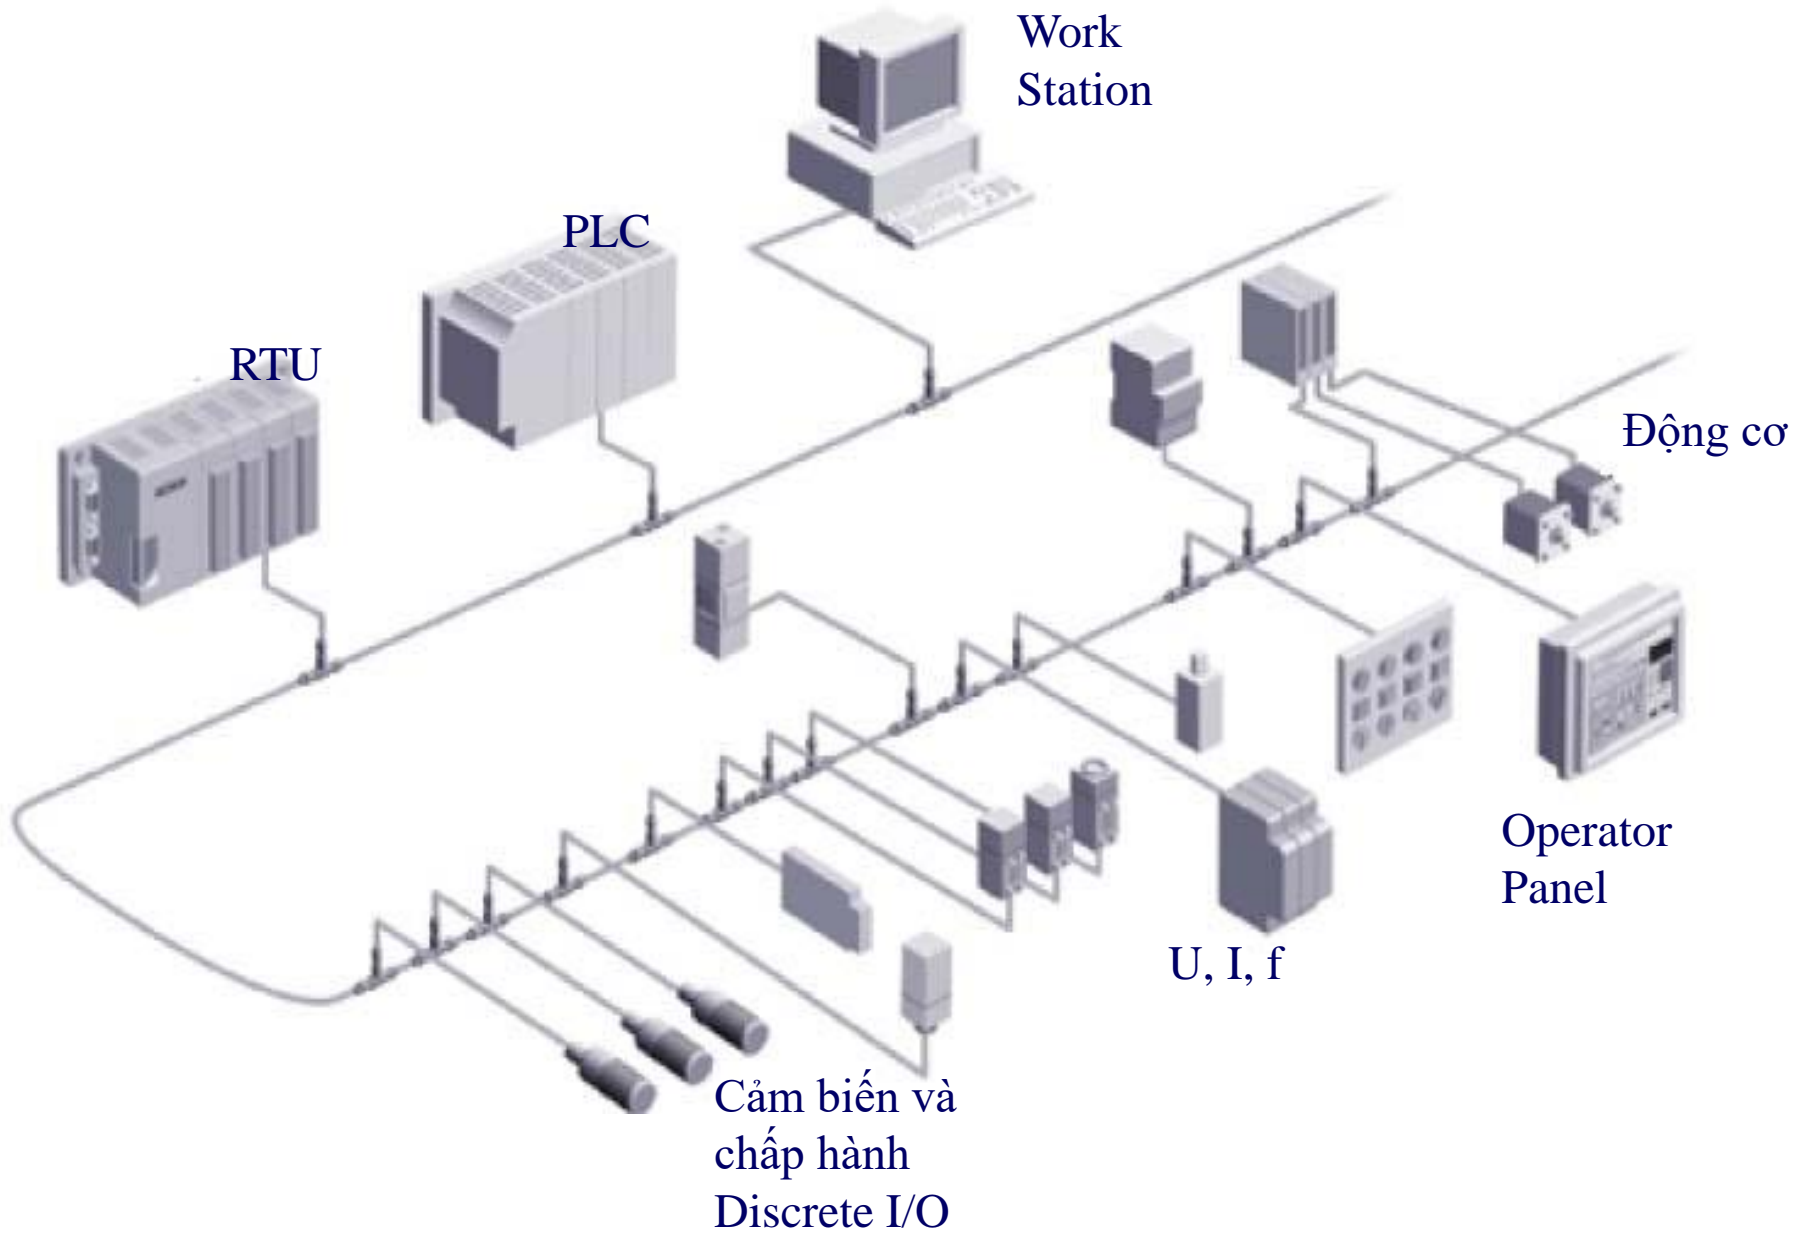 Work
Station
PLC
RTU
Động cơ
Operator
Panel
U, I, f
Cảm biến và
chấp hành
Discrete I/O